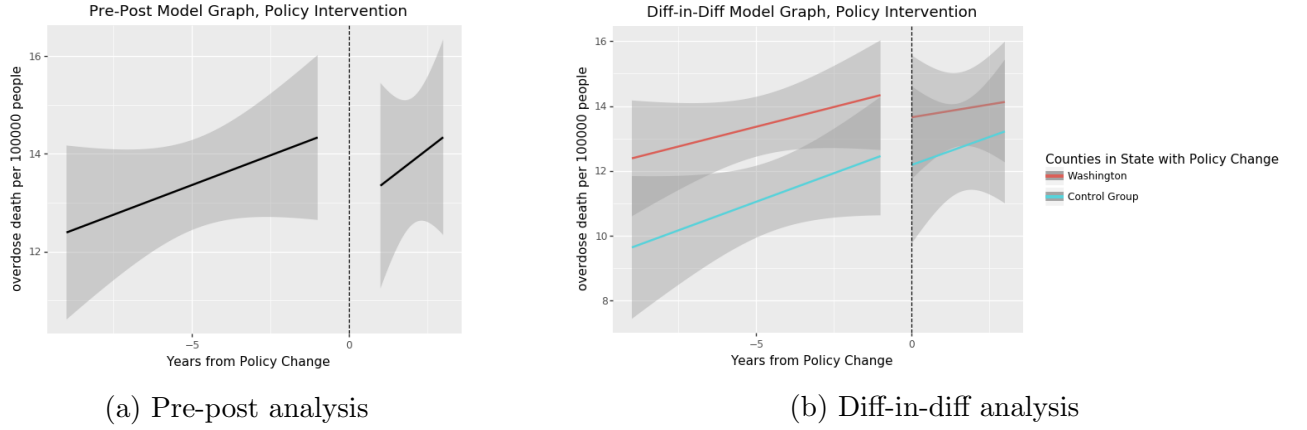 Pre-Post Model Graph, Policy Intervention
overdose death per 100000 people
16
14
12
−5
0
Years from Policy Change
(a) Pre-post analysis
Diff-in-Diff Model Graph, Policy Intervention
overdose death per 100000 people
16
14
12
10
8
−5
0
Years from Policy Change
Counties in State with Policy Change
Washington
Control Group
(b) Diff-in-diff analysis